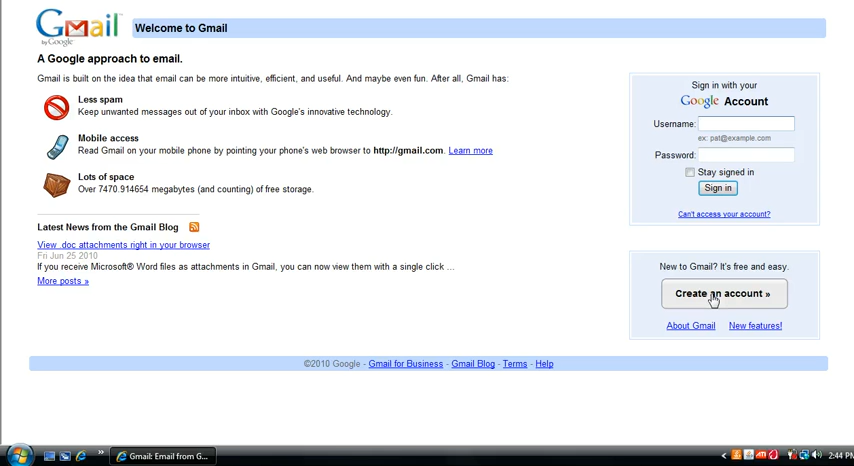 Gmail
by Google
Welcome to Gmail
A Google approach to email.
Gmail is built on the idea that email can be more intuitive, efficient, and useful. And maybe even fun. After all, Gmail has:
Less spam
Keep unwanted messages out of your inbox with Google's innovative technology.
Mobile access
Read Gmail on your mobile phone by pointing your phone's web browser to http://gmail.com. Learn more
Lots of space
Over 7470.914654 megabytes (and counting) of free storage.
Latest News from the Gmail Blog
View .doc attachments right in your browser
Fri Jun 25 2010
If you receive Microsoft® Word files as attachments in Gmail, you can now view them with a single click ...
More posts »
Sign in with your
Google Account
Username:
ex: pat@example.com
Password:
Stay signed in
Sign in
Can't access your account?
New to Gmail? It's free and easy.
Create an account »
About Gmail New features!
©2010 Google - Gmail for Business - Gmail Blog - Terms - Help
» Gmail: Email from G... 2:44 PM